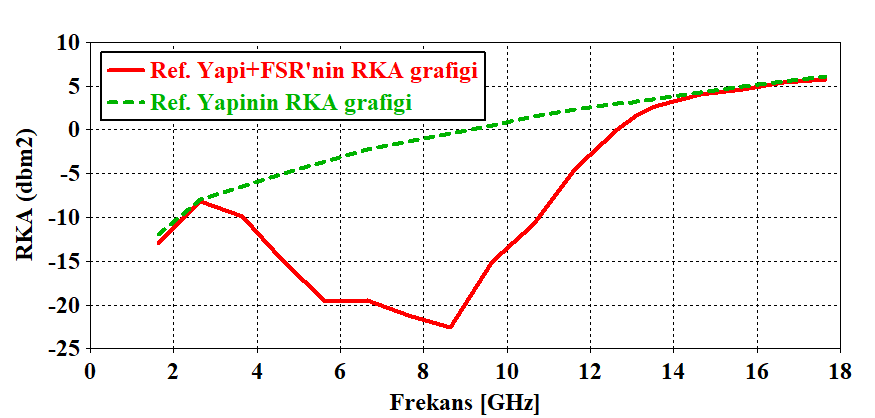 10
5
0
-5
-10
-15
-20
-25
RKA (dbm2)
Ref. Yapi+FSR'nin RKA grafigi
Ref. Yapinin RKA grafigi
0 2 4 6 8 10 12 14 16 18
Frekans [GHz]